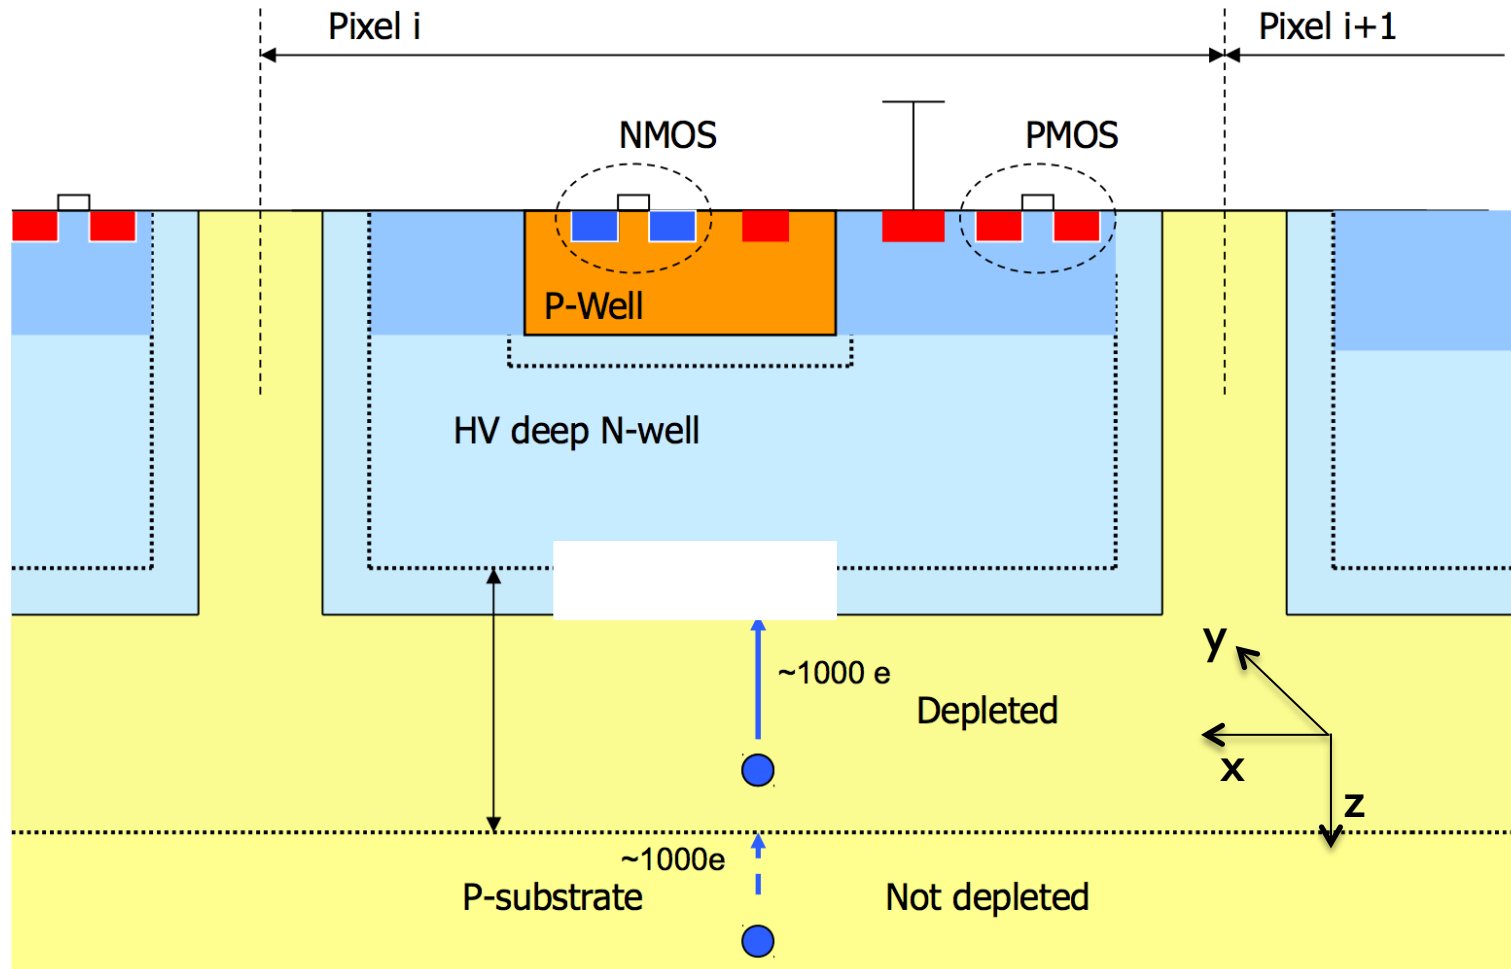 Pixel i
Pixel i+1
NMOS
PMOS
P-Well
HV deep N-well
~1000 e
Depleted
y
x
z
~1000e
P-substrate
Not depleted